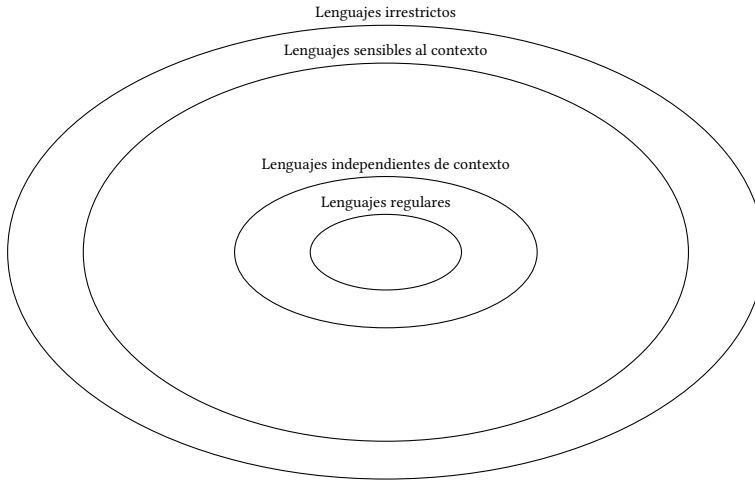 Lenguajes irrestrictos
Lenguajes sensibles al contexto
Lenguajes independientes de contexto
Lenguajes regulares